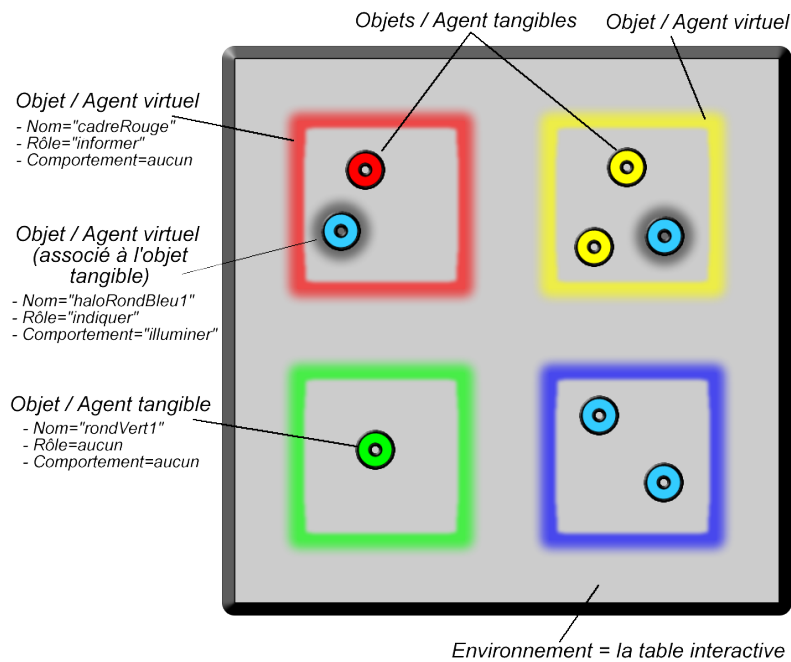 Objets / Agent tangibles
Objet / Agent virtuel
Objet / Agent virtuel
- Nom="cadreRouge"
- Rôle="informer"
- Comportement=aucun
Objet / Agent virtuel
(associé à l'objet
tangible)
- Nom="haloRondBleu1"
- Rôle="indiquer"
- Comportement="illuminer"
Objet / Agent tangible
- Nom="rondVert1"
- Rôle=aucun
- Comportement=aucun
Environnement = la table interactive